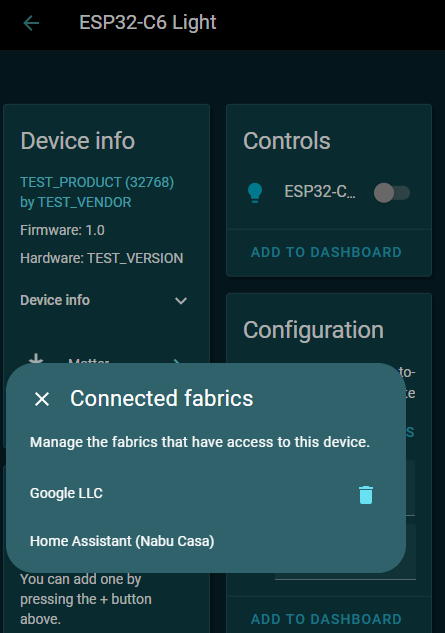 ESP32-C6 Light
Device info
TEST_PRODUCT (32768)
by TEST_VENDOR
Firmware: 1.0
Hardware: TEST_VERSION
Device info
Controls
ESP32-C...
ADD TO DASHBOARD
Configuration
to-
Connected fabrics
Manage the fabrics that have access to this device.
Google LLC
Home Assistant (Nabu Casa)
You can add one by
pressing the + button
above.
ADD TO DASHBOARD